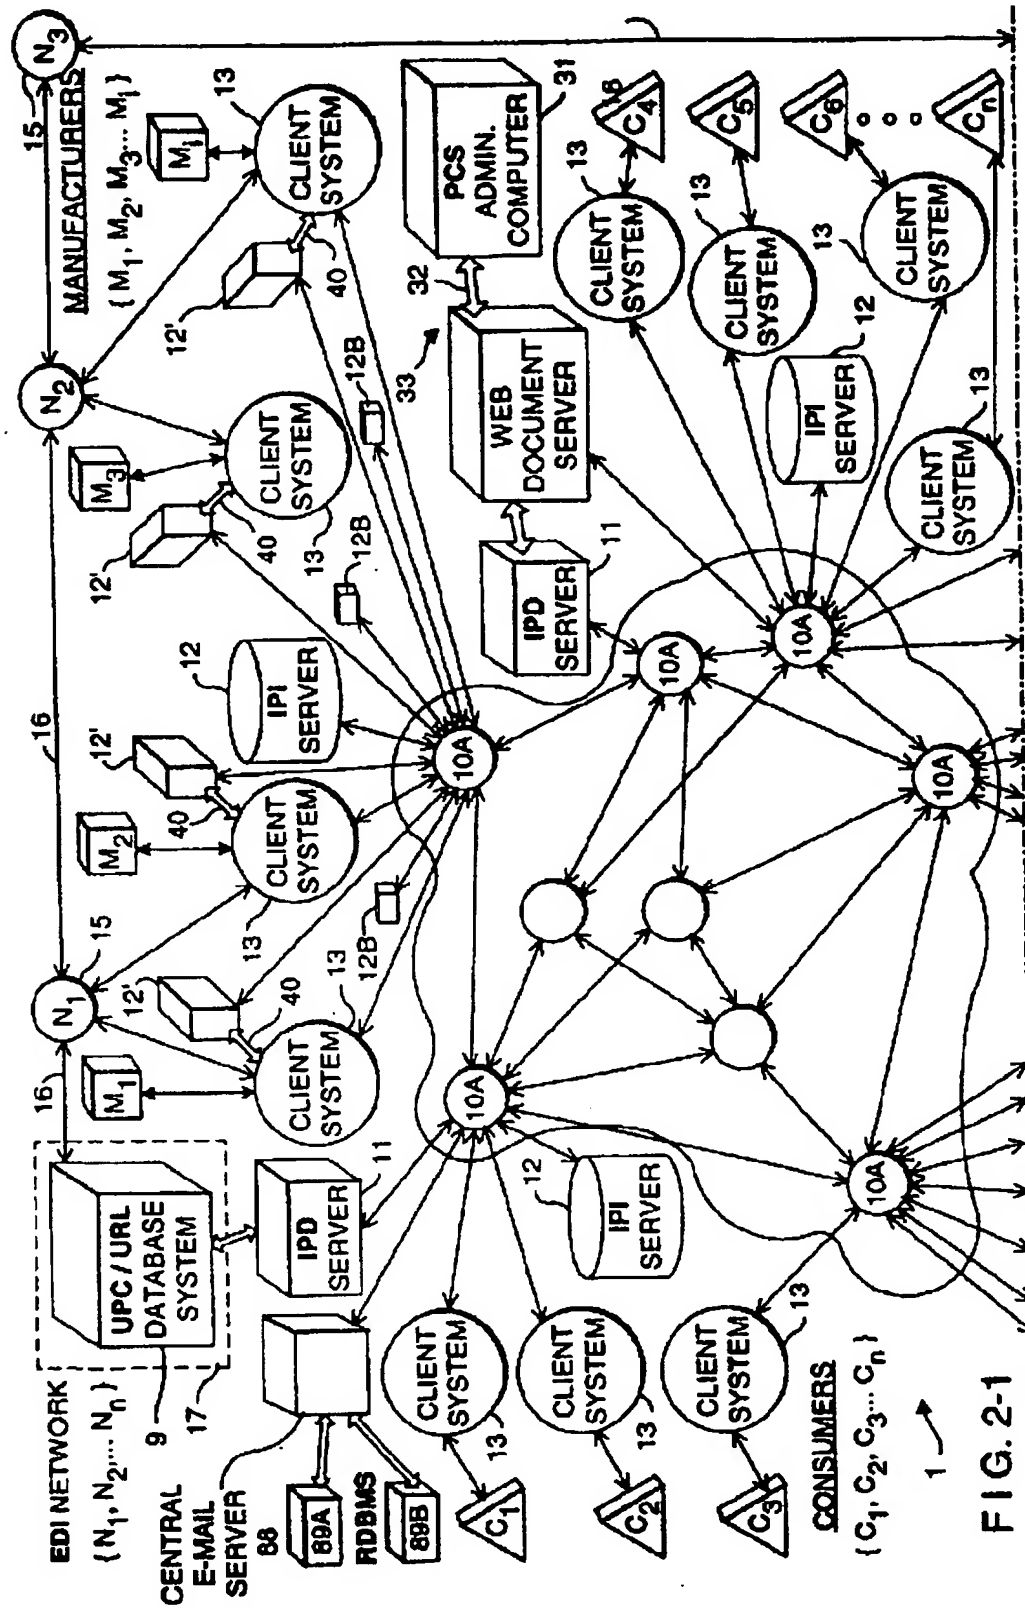 EDI NETWORK
{N1, N2,... Nn}
9
17
CENTRAL
E-MAIL
SERVER
88
89A
RDBMS
89B
UPC / URL
DATABASE
SYSTEM
16
N1
15
16
N2
15
N3
MANUFACTURERS
{M1, M2, M3... Mi}
M1
12'
40
13
CLIENT
SYSTEM
M2
12'
40
13
CLIENT
SYSTEM
M3
12'
40
13
CLIENT
SYSTEM
Mi
12'
40
13
CLIENT
SYSTEM
IPD
SERVER
11
12B
12
IPI
SERVER
12B
12B
10A
10A
IPD
SERVER
11
WEB
DOCUMENT
SERVER
33
32
PCS
ADMIN.
COMPUTER
31
10A
10A
10A
10A
12
IPI
SERVER
12
IPI
SERVER
13
CLIENT
SYSTEM
C4
18
13
CLIENT
SYSTEM
C5
13
CLIENT
SYSTEM
C6
13
CLIENT
SYSTEM
Cn
C1
13
CLIENT
SYSTEM
C2
13
CLIENT
SYSTEM
C3
13
CLIENT
SYSTEM
CONSUMERS
{C1, C2, C3... Cn}
1
FIG. 2-1